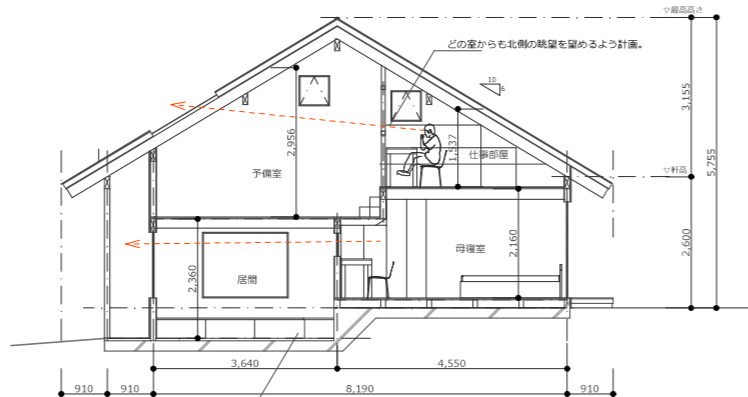 ▽最高高さ
どの室からも北側の眺望を望めるよう計画。
10
6
3,155
2,956
1,537
5,755
仕事部屋
予備室
▽軒高
2,600
2,160
母寝室
2,360
居間
3,640
4,550
910
910
8,190
910